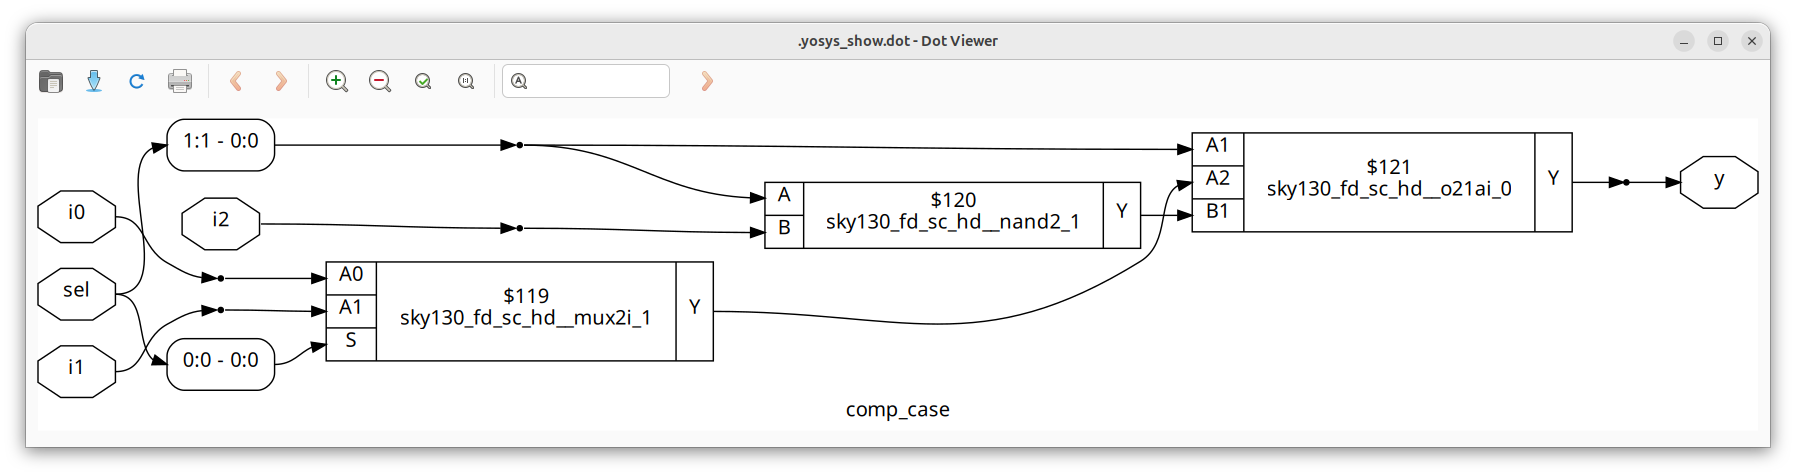 .yosys_show.dot - Dot Viewer
1:1 - 0:0
i0
i2
sel
i1
0:0 - 0:0
A0
A1
S
$119
sky130_fd_sc_hd__mux2i_1
Y
A
B
$120
sky130_fd_sc_hd__nand2_1
Y
A1
A2
B1
$121
sky130_fd_sc_hd__o21ai_0
Y
y
comp_case